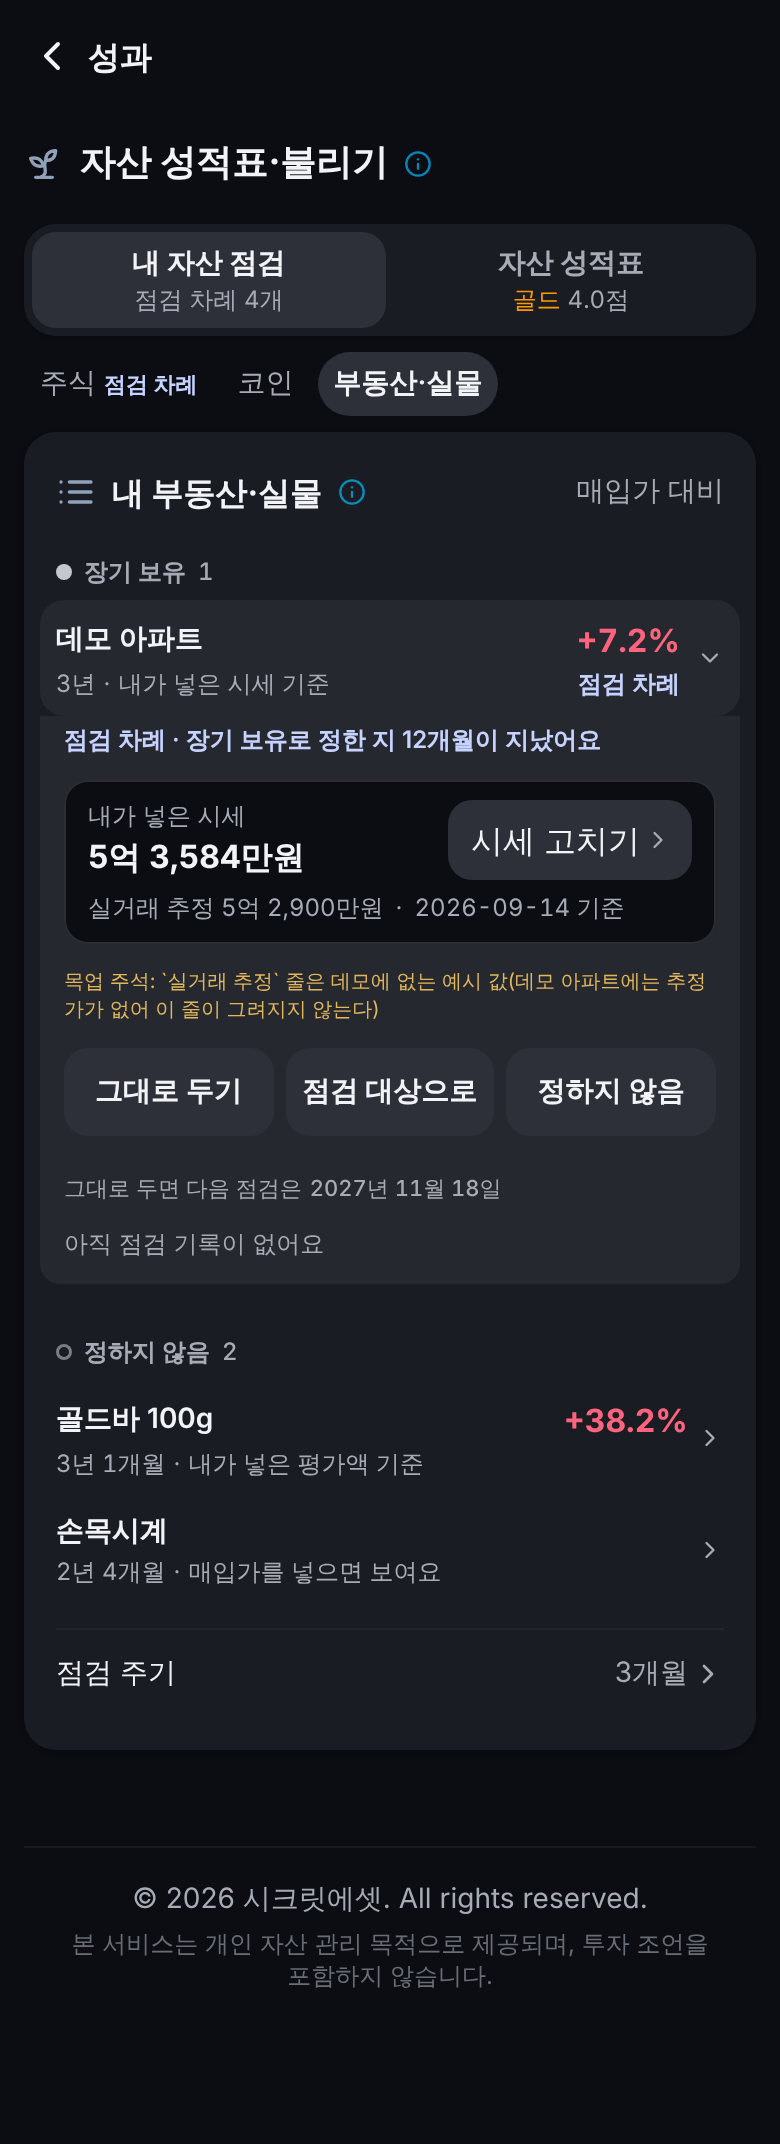 성과
자산 성적표·불리기
내 자산 점검
점검 차례 4개
자산 성적표
골드 4.0점
주식 점검 차례 코인 부동산·실물
내 부동산·실물 매입가 대비
장기 보유 1
데모 아파트 +7.2%
3년 · 내가 넣은 시세 기준 점검 차례
점검 차례 · 장기 보유로 정한 지 12개월이 지났어요
내가 넣은 시세
5억 3,584만원
시세 고치기
실거래 추정 5억 2,900만원 · 2026-09-14 기준
목업 주석: `실거래 추정` 줄은 데모에 없는 예시 값(데모 아파트에는 추정
가가 없어 이 줄이 그려지지 않는다)
그대로 두기 점검 대상으로 정하지 않음
그대로 두면 다음 점검은 2027년 11월 18일
아직 점검 기록이 없어요
정하지 않음 2
골드바 100g +38.2%
3년 1개월 · 내가 넣은 평가액 기준
손목시계
2년 4개월 · 매입가를 넣으면 보여요
점검 주기 3개월
© 2026 시크릿에셋. All rights reserved.
본 서비스는 개인 자산 관리 목적으로 제공되며, 투자 조언을
포함하지 않습니다.